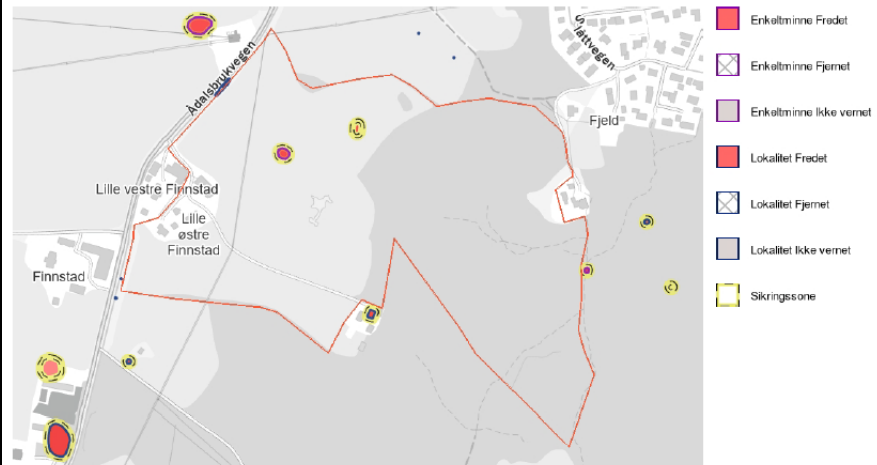 Ådalsbrukvegen
Slåttvegen
Fjeld
Lille vestre Finnstad
Lille
østre
Finnstad
Finnstad
Enkeltminne Fredet
Enkeltminne Fjernet
Enkeltminne Ikke vernet
Lokalitet Fredet
Lokalitet Fjernet
Lokalitet Ikke vernet
Sikringssone